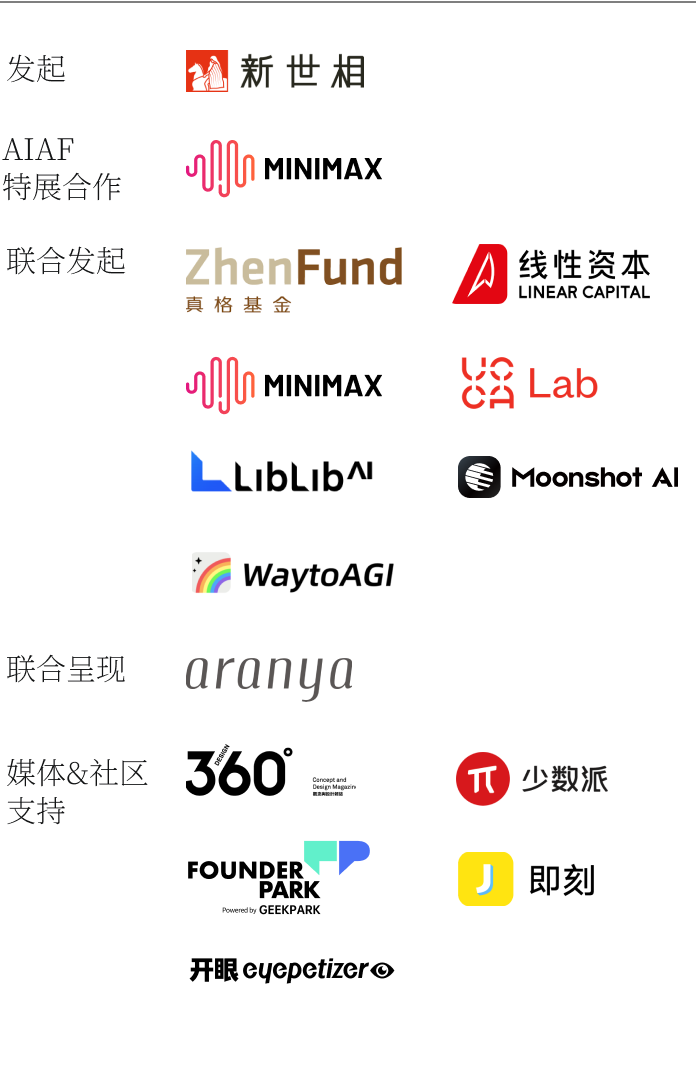 发起
新世相
AIAF
特展合作
MINIMAX
联合发起
ZhenFund
真格基金
线性资本
LINEAR CAPITAL
MINIMAX
Lab
LibLib AI
Moonshot AI
WaytoAGI
联合呈现
aranya
媒体&社区
支持
DESIGN
360°
Concept and
Design Magazin
少数派
FOUNDER
PARK
Powered by GEEKPARK
即刻
开眼 eyepetizer